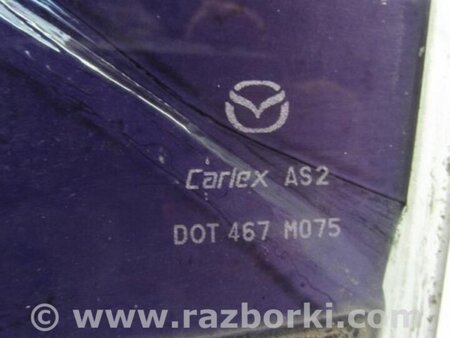 Carlex AS2
DOT 467 M075
© www.razborki.com